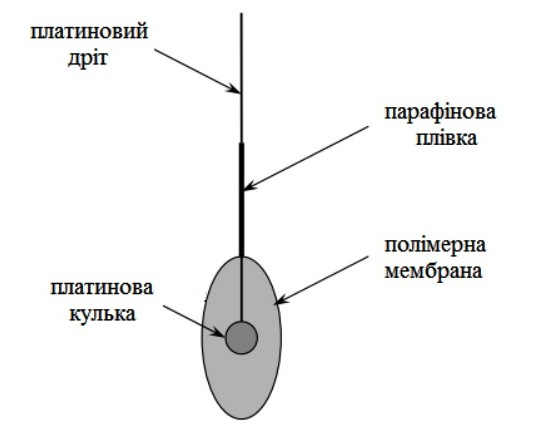 платиновий
дріт
парафінова
плівка
полімерна
мембрана
платинова
кулька